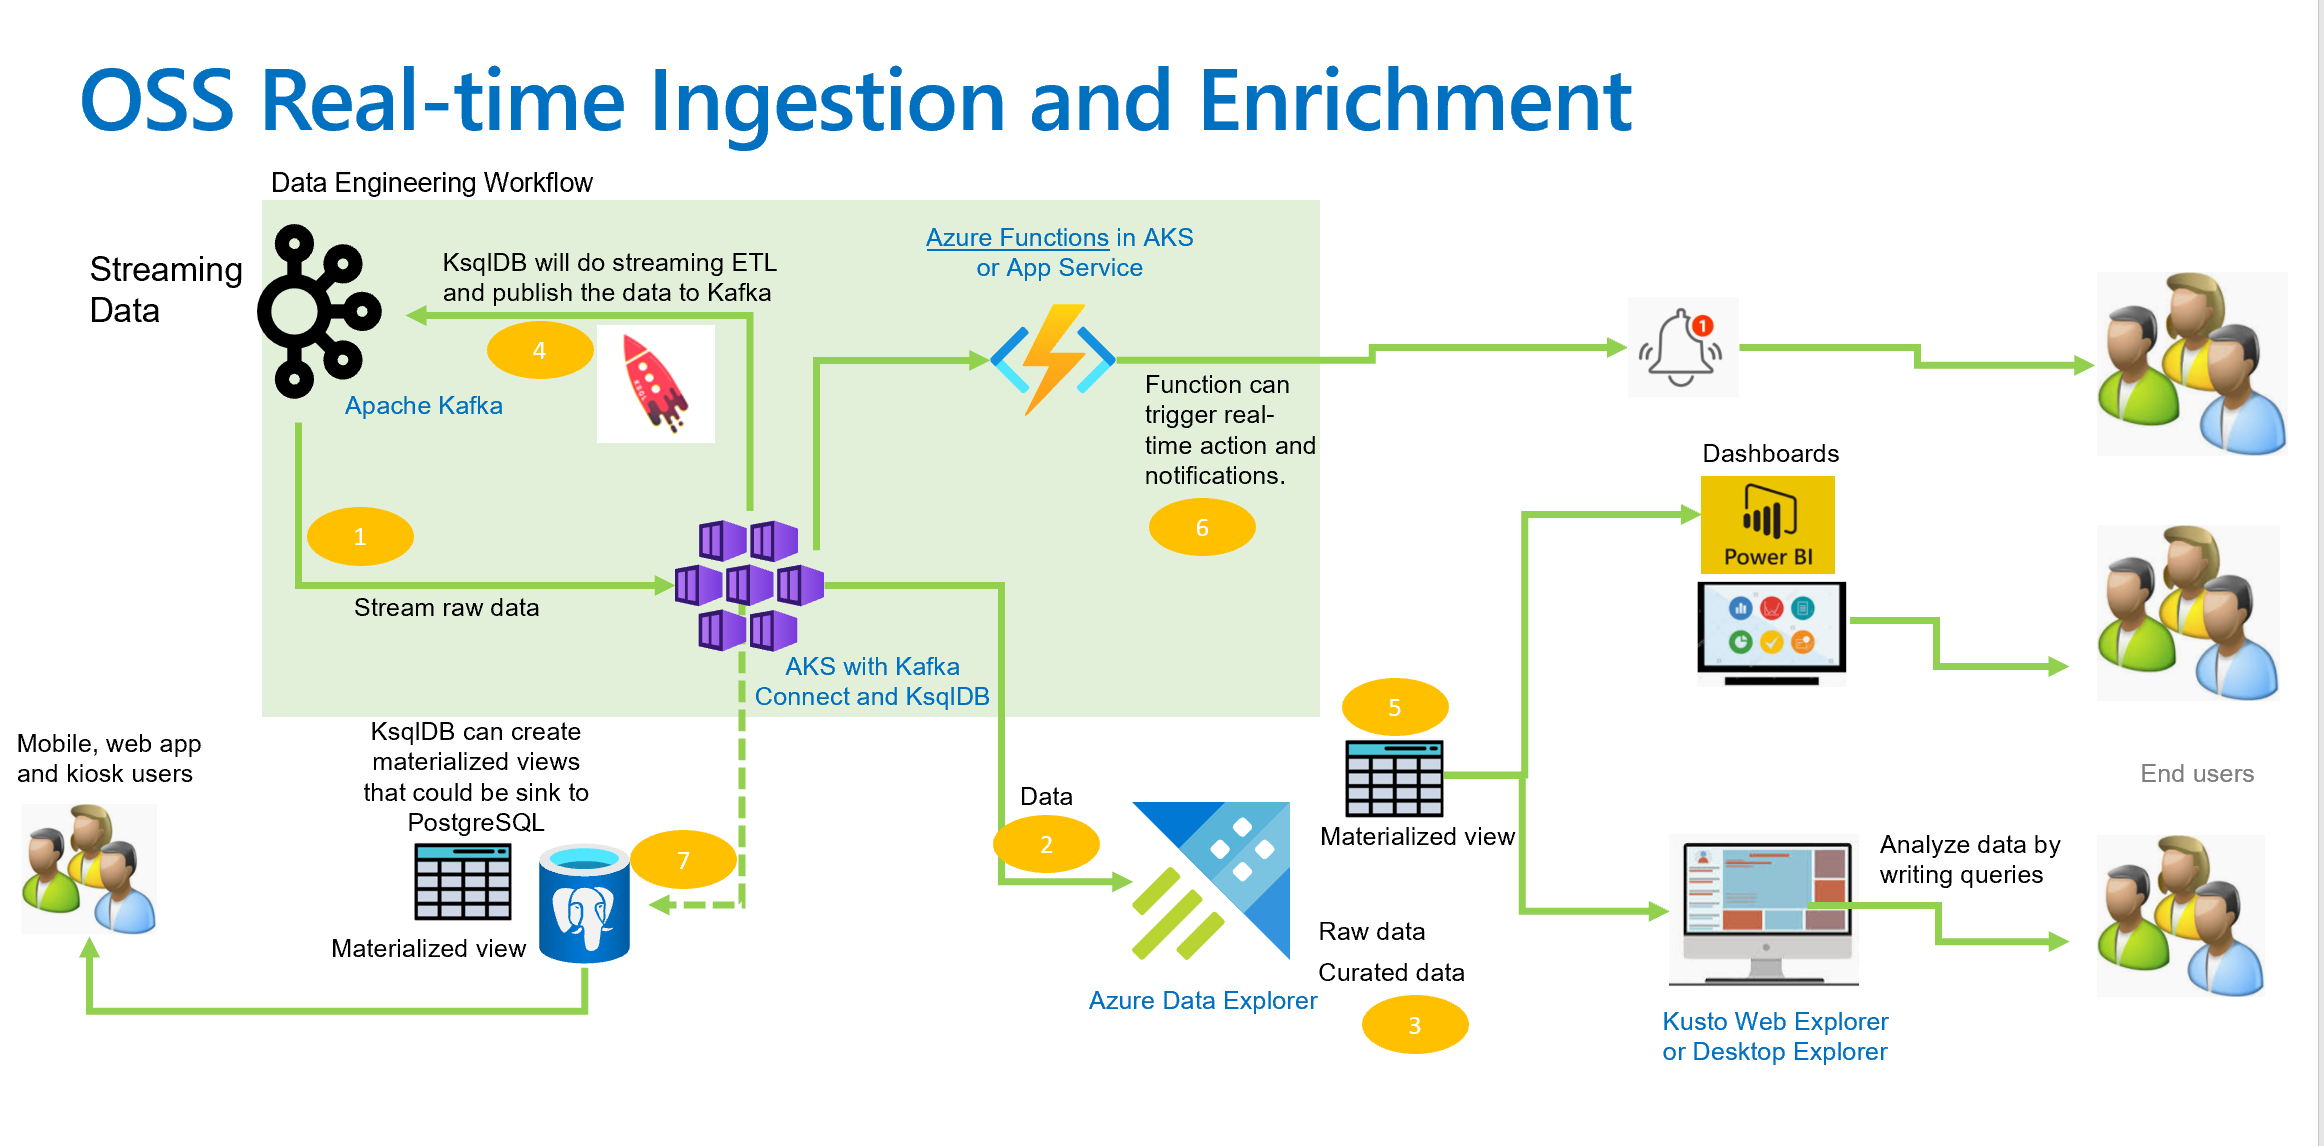 OSS Real-time Ingestion and Enrichment
Data Engineering Workflow
Streaming
Data
KsqlDB will do streaming ETL
and publish the data to Kafka
4
KSQL
Apache Kafka
Azure Functions in AKS
or App Service
Function can
trigger real-
time action and
notifications.
6
1
1
Stream raw data
AKS with Kafka
Connect and KsqlDB
Dashboards
Power BI
5
Materialized view
End users
Mobile, web app
and kiosk users
KsqlDB can create
materialized views
that could be sink to
PostgreSQL
7
Materialized view
Data
2
Azure Data Explorer
Raw data
Curated data
3
Analyze data by
writing queries
Kusto Web Explorer
or Desktop Explorer